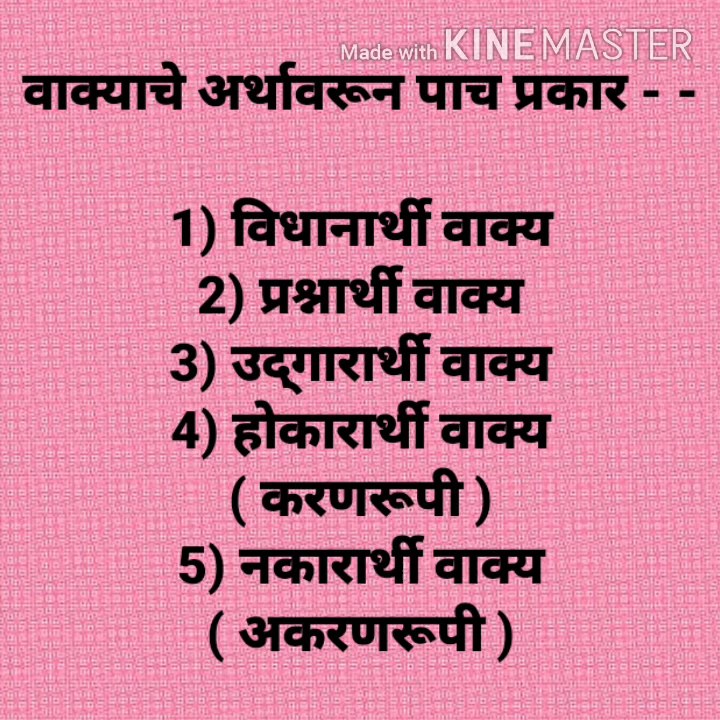 Made with KINEMASTER
वाक्याचे अर्थावरून पाच प्रकार - -
1) विधानार्थी वाक्य
2) प्रश्नार्थी वाक्य
3) उद्‌गारार्थी वाक्य
4) होकारार्थी वाक्य
( करणरूपी )
5) नकारार्थी वाक्य
( अकरणरूपी )